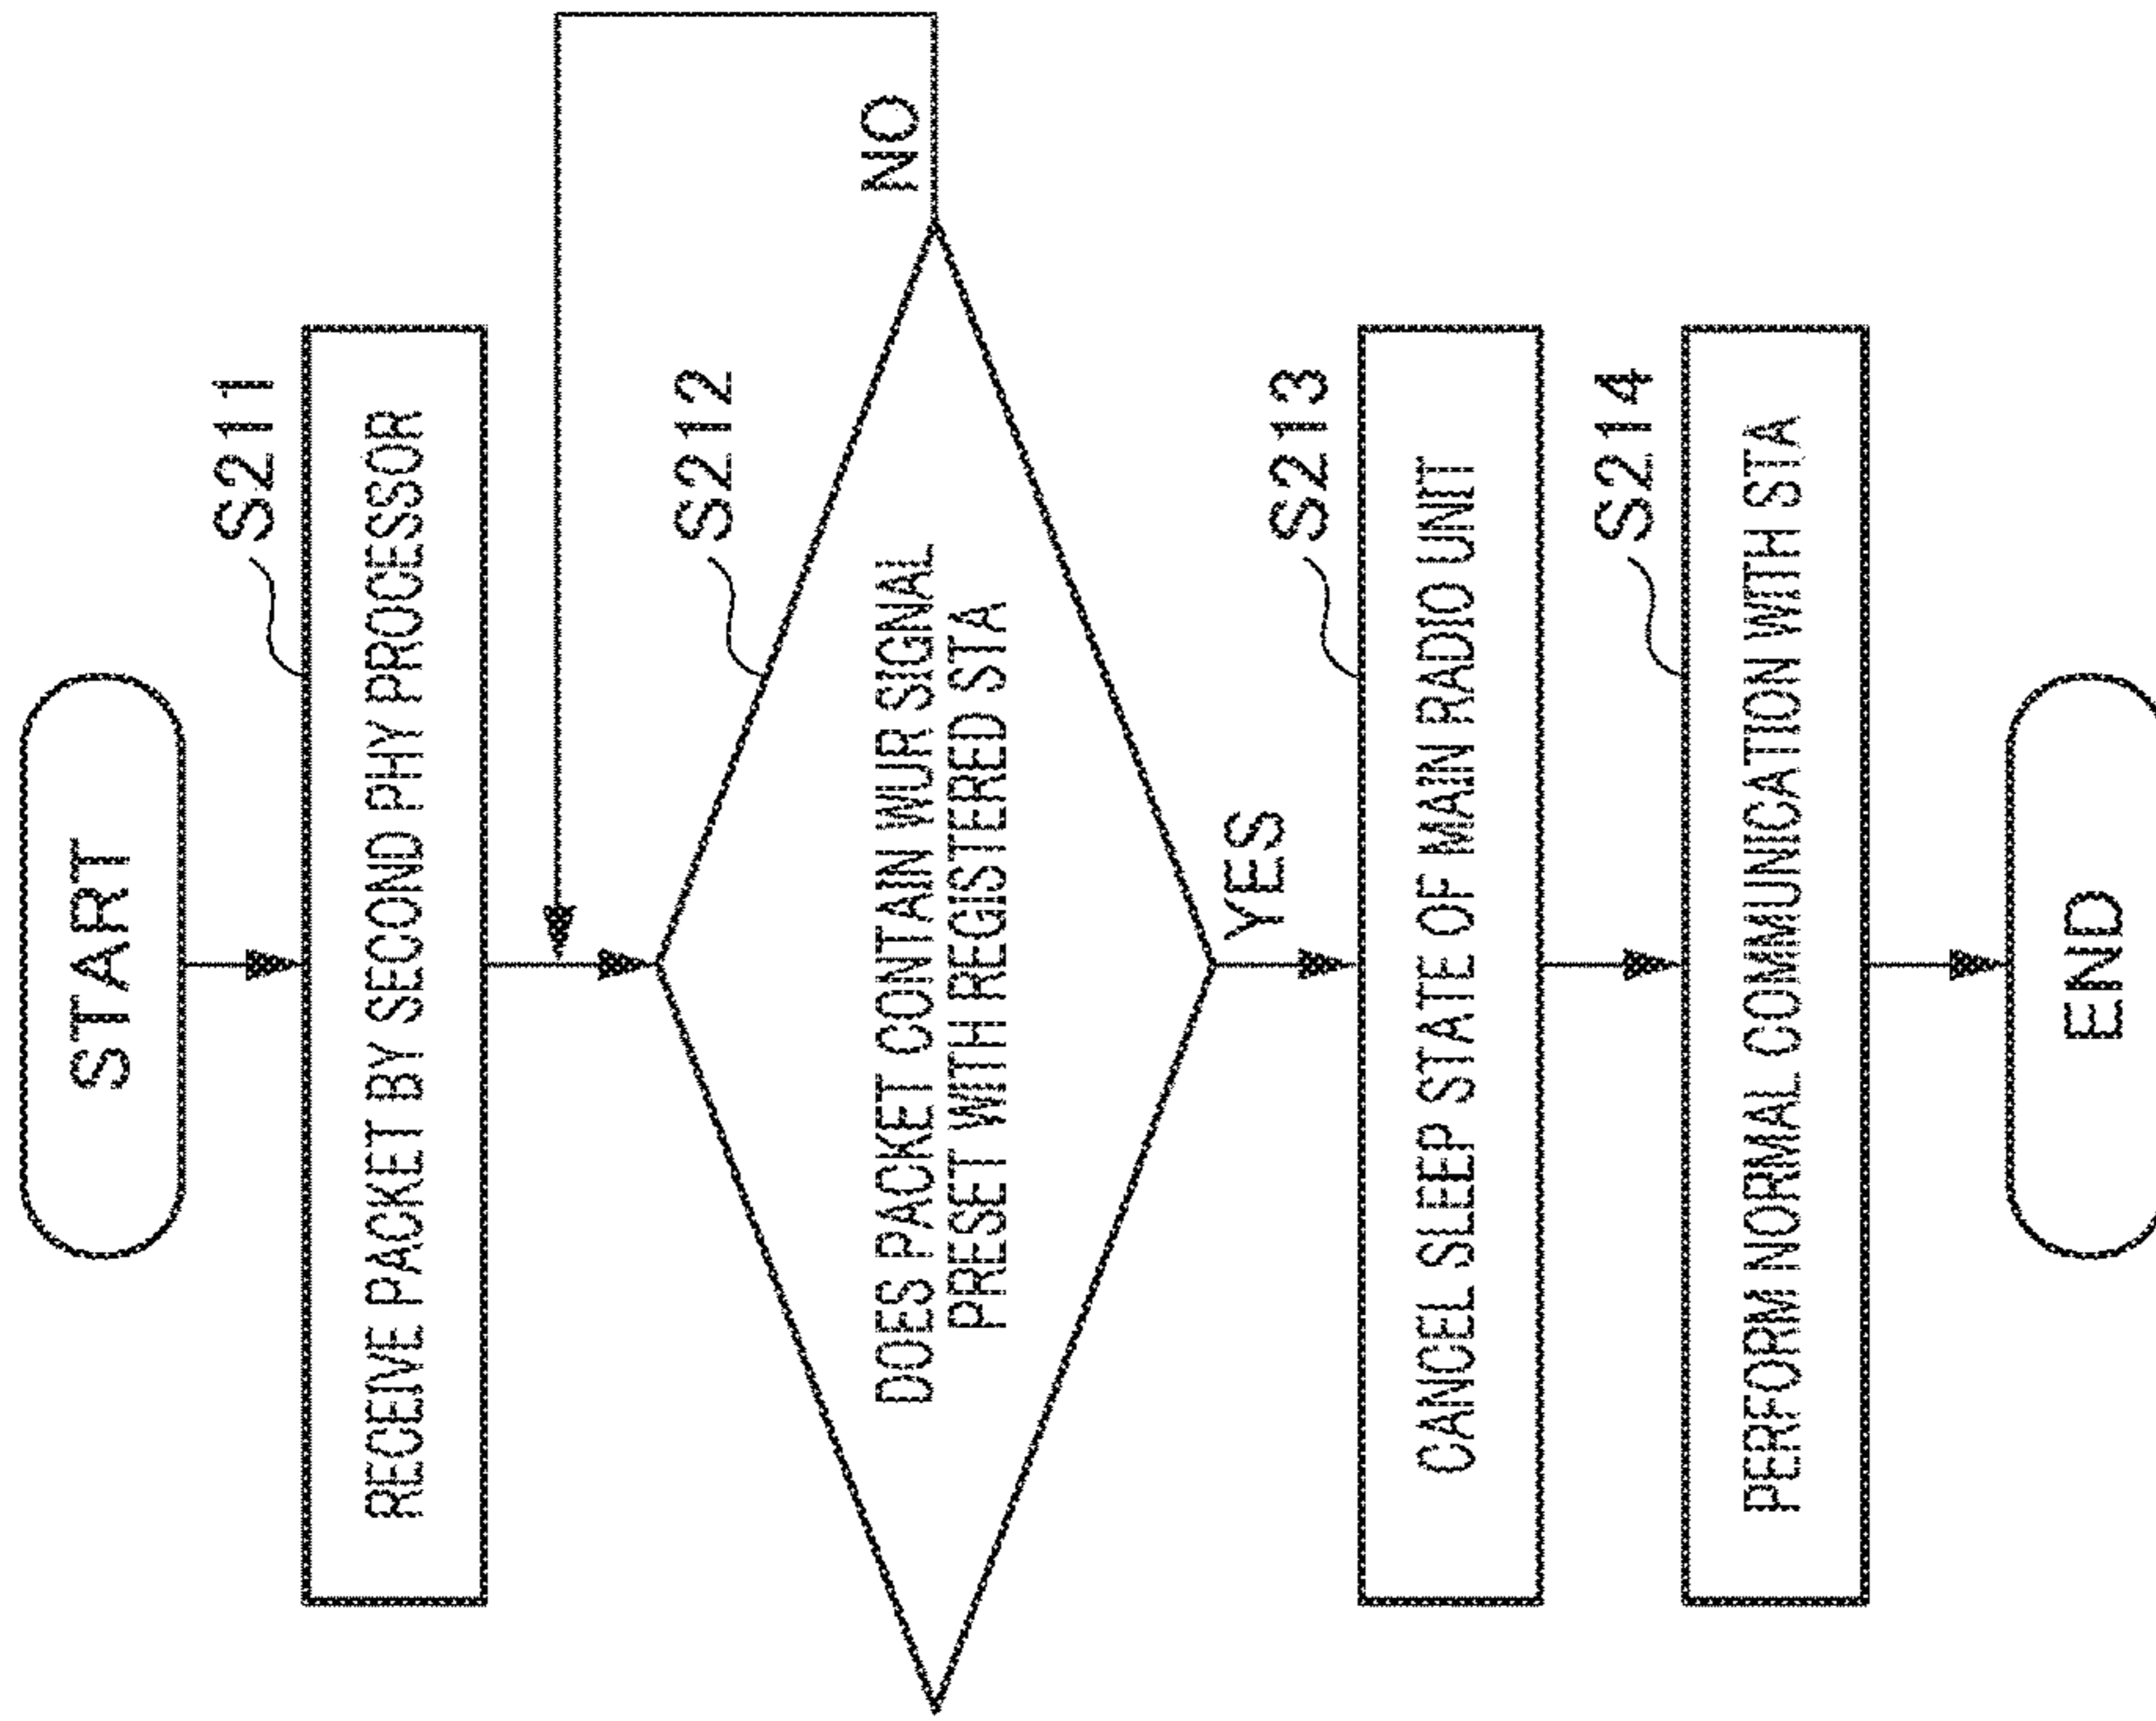 START
S211
RECEIVE PACKET BY SECOND PHY PROCESSOR
S212
DOES PACKET CONTAIN WUR SIGNAL
PRESET WITH REGISTERED STA
NO
YES
S213
CANCEL SLEEP STATE OF MAIN RADIO UNIT
S214
PERFORM NORMAL COMMUNICATION WITH STA
END